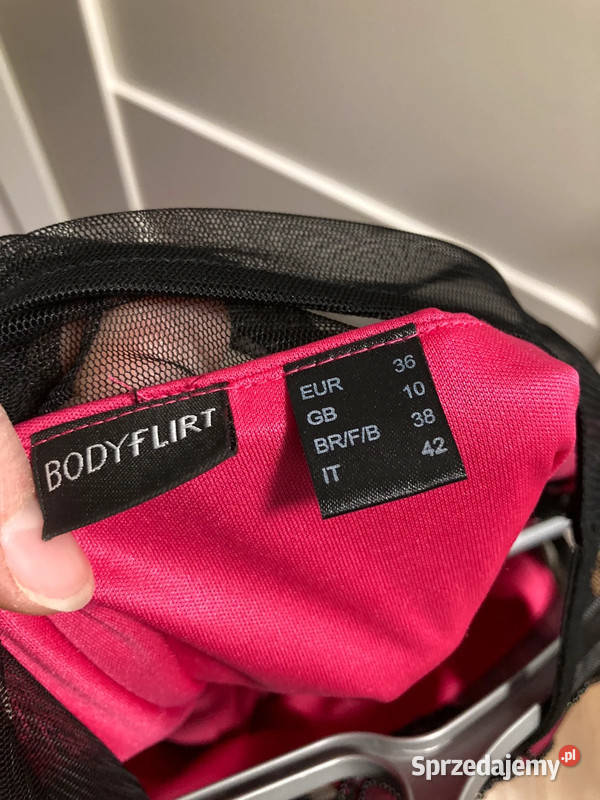 BODYFLIRT
EUR 36
GB 10
BR/F/B 38
IT 42
Sprzedajemy.pl